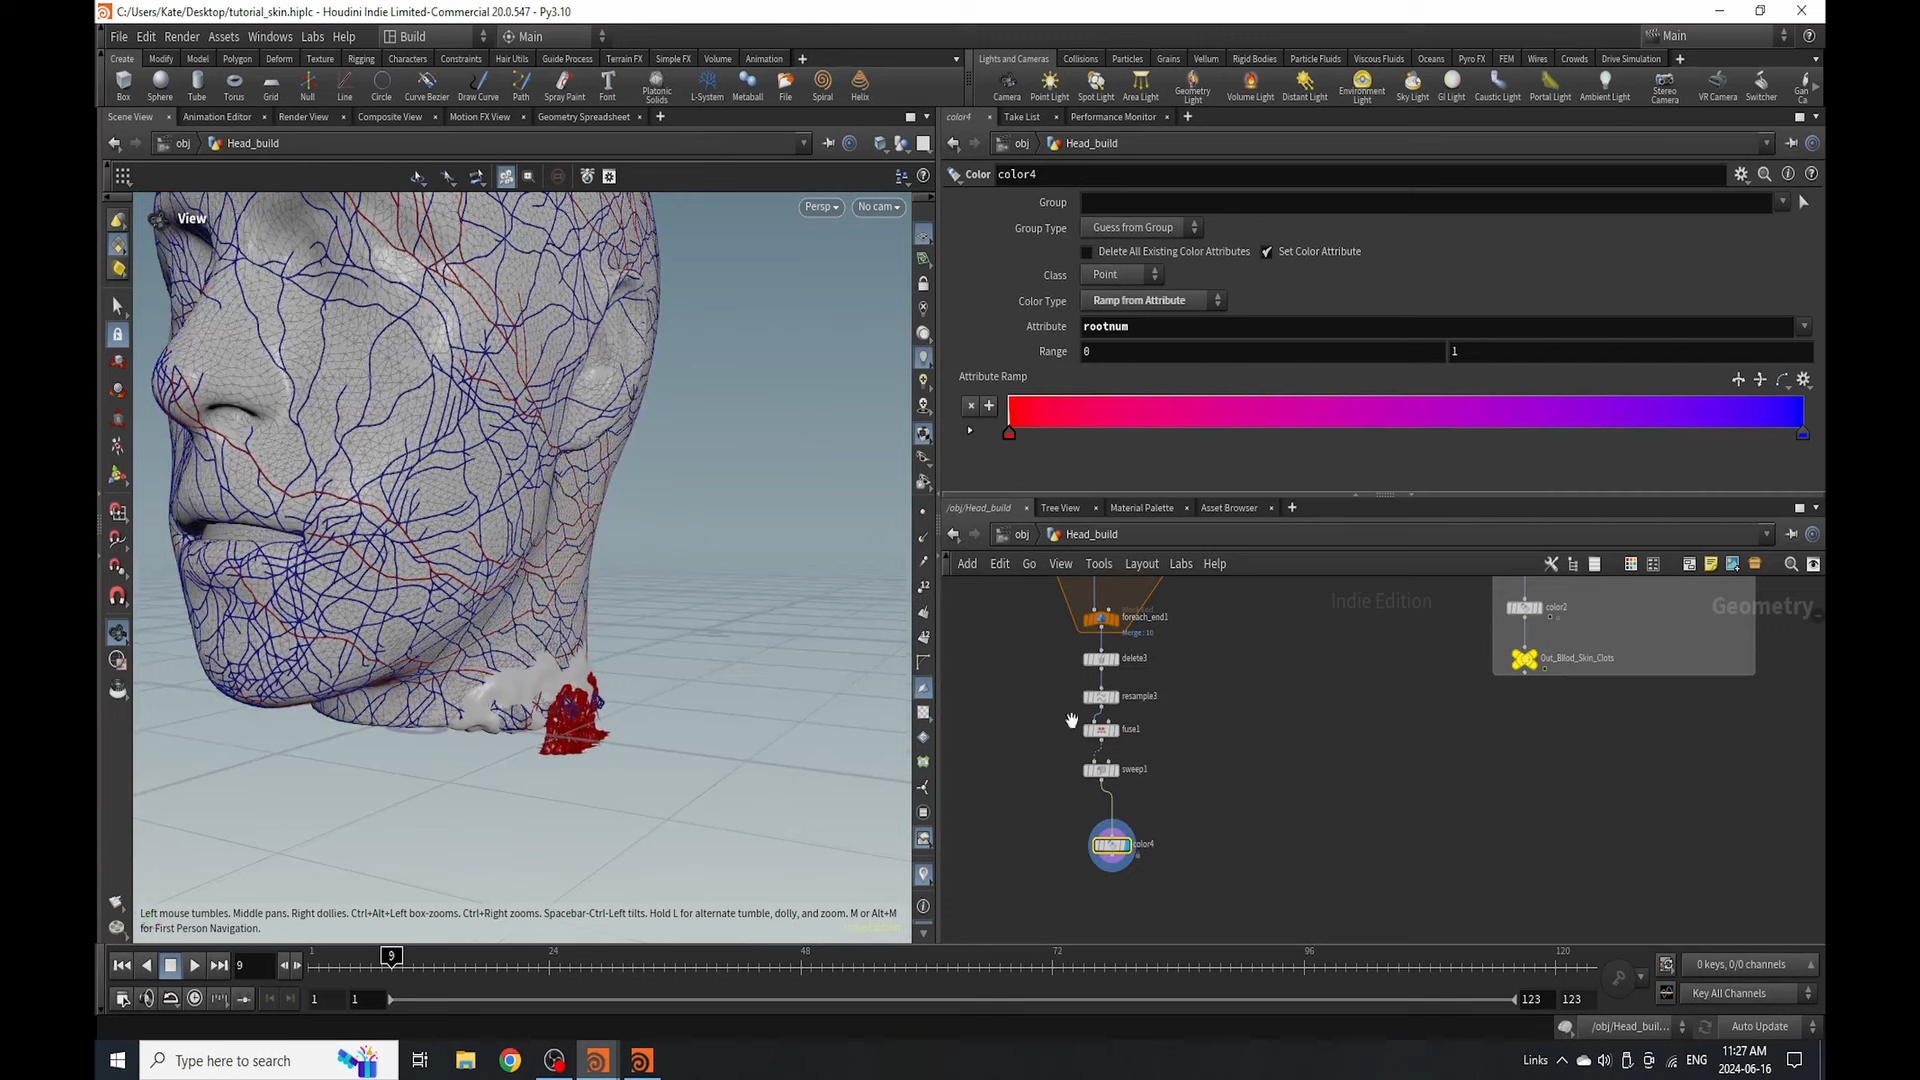 C:/Users/Kate/Desktop/tutorial_skin.hiplc - Houdini Indie Limited-Commercial 20.0.547 - Py3.10
File Edit Render Assets Windows Labs Help Build Main Main
Create Modify Model Polygon Deform Texture Rigging Characters Constraints Hair Utils Guide Process Terrain FX Simple FX Volume Animation
Lights and Cameras Collisions Particles Grains Vellum Rigid Bodies Particle Fluids Viscous Fluids Oceans Pyro FX FEM Wires Crowds Drive Simulation
Box Sphere Tube Torus Grid Null Line Circle Curve Bezier Draw Curve Path Spray Paint Font Platonic Solids L-System Metaball File Spiral Helix
Camera Point Light Spot Light Area Light Geometry Light Volume Light Distant Light Environment Light Sky Light GI Light Caustic Light Portal Light Ambient Light Stereo Camera VR Camera Switcher
Scene View Animation Editor Render View Composite View Motion FX View Geometry Spreadsheet
color4 Take List Performance Monitor
obj Head_build
obj Head_build
Color color4
View Persp No cam
Group
Group Type Guess from Group
Delete All Existing Color Attributes Set Color Attribute
Class Point
Color Type Ramp from Attribute
Attribute rootnum
Range 0 1
Attribute Ramp
/obj/Head_build Tree View Material Palette Asset Browser
obj Head_build
Add Edit Go View Tools Layout Labs Help
Indie Edition
Geometry_
color2
foreach_end1
Merge : 10
delete3
Out_Bllod_Skin_Clots
resample3
fuse1
sweep1
color4
Left mouse tumbles. Middle pans. Right dollies. Ctrl+Alt+Left box-zooms. Ctrl+Right zooms. Spacebar-Ctrl-Left tilts. Hold L for alternate tumble, dolly, and zoom. M or Alt+M
for First Person Navigation.
9 1 9 24 48 72 96 120
0 keys, 0/0 channels
1 1 123 123
Key All Channels
/obj/Head_buil... Auto Update
Type here to search
Links ENG 11:27 AM
2024-06-16